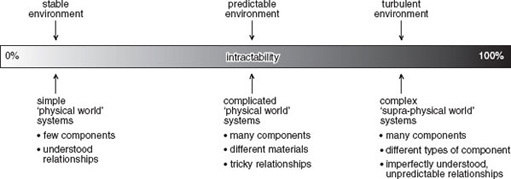 stable
environment
predictable
environment
turbulent
environment
0%
intractability
100%
simple
'physical world'
systems
• few components
• understood
relationships
complicated
'physical world'
systems
• many components
• different materials
• tricky relationships
complex
'supra-physical world'
systems
• many components
• different types of component
• imperfectly understood,
unpredictable relationships